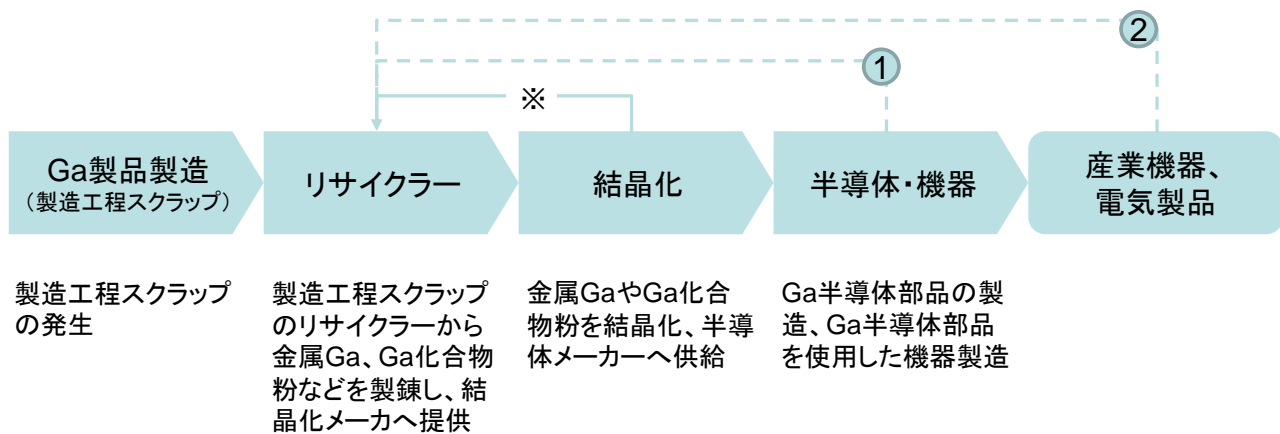 ②
①
※
Ga製品製造
（製造工程スクラップ）
リサイクラー
結晶化
半導体・機器
産業機器、
電気製品
製造工程スクラップ
の発生
製造工程スクラップ
のリサイクラーから
金属Ga、Ga化合物
粉などを製錬し、結
晶化メーカへ提供
金属GaやGa化合
物粉を結晶化、半導
体メーカーへ供給
Ga半導体部品の製
造、Ga半導体部品
を使用した機器製造